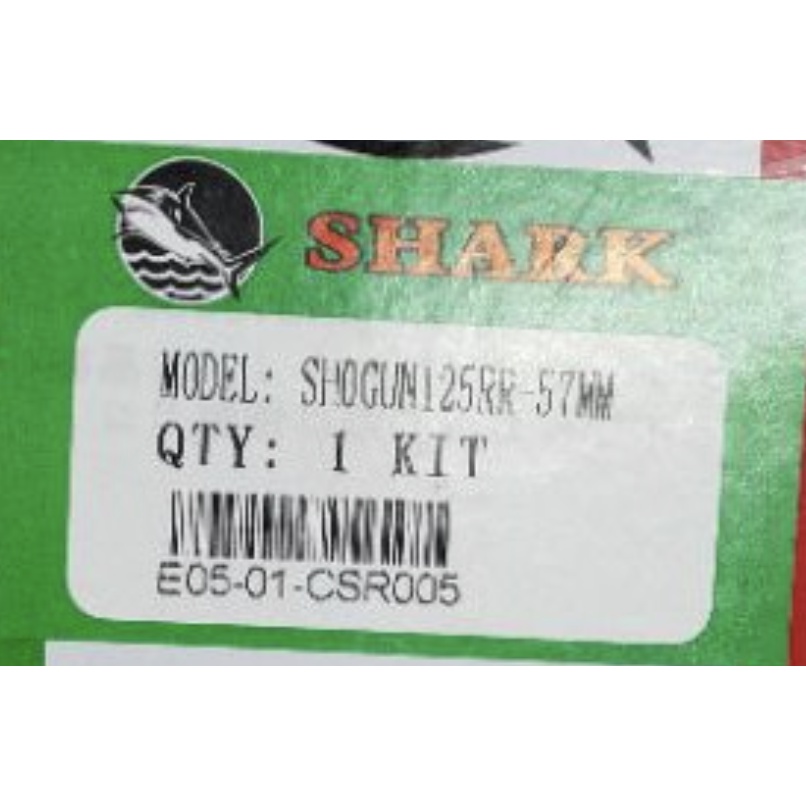 SHARK
MODEL: SHOGUN125RR-57MM
QTY: 1 KIT
E05-01-CSR005